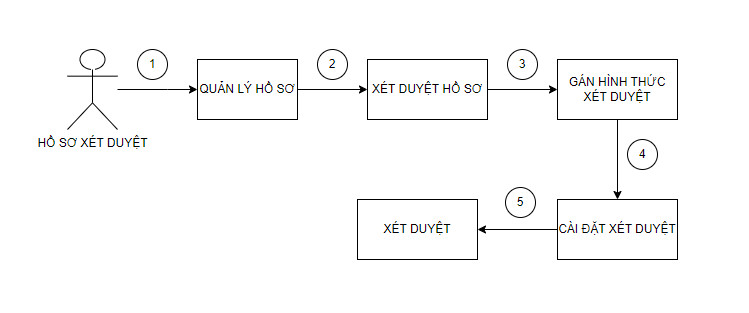 1
2
3
QUẢN LÝ HỒ SƠ
XÉT DUYỆT HỒ SƠ
GÁN HÌNH THỨC
XÉT DUYỆT
HỒ SƠ XÉT DUYỆT
4
5
XÉT DUYỆT
CÀI ĐẶT XÉT DUYỆT